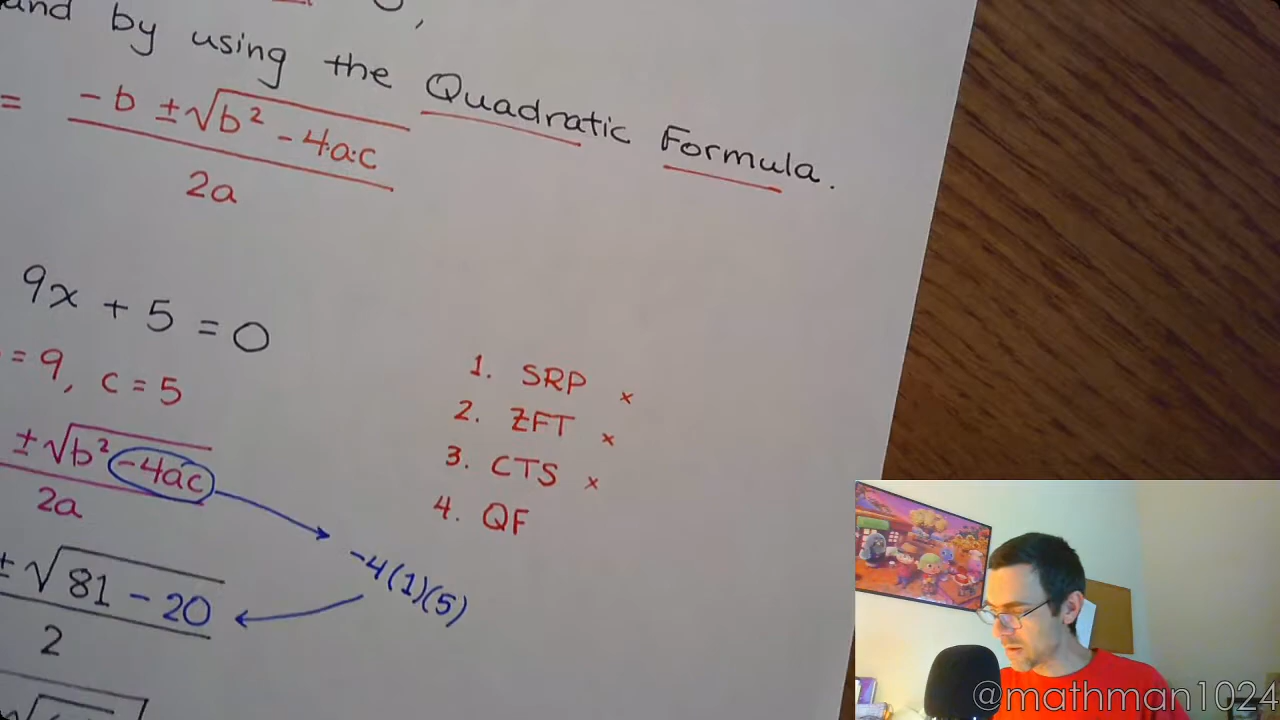 and by using the Quadratic Formula.
= -b ±√b² - 4·a·c
2a
9x + 5 = 0
= 9, c = 5
±√b² -4ac
2a
-4(1)(5)
±√81 - 20
2
1. SRP ×
2. ZFT ×
3. CTS ×
4. QF
@mathman1024